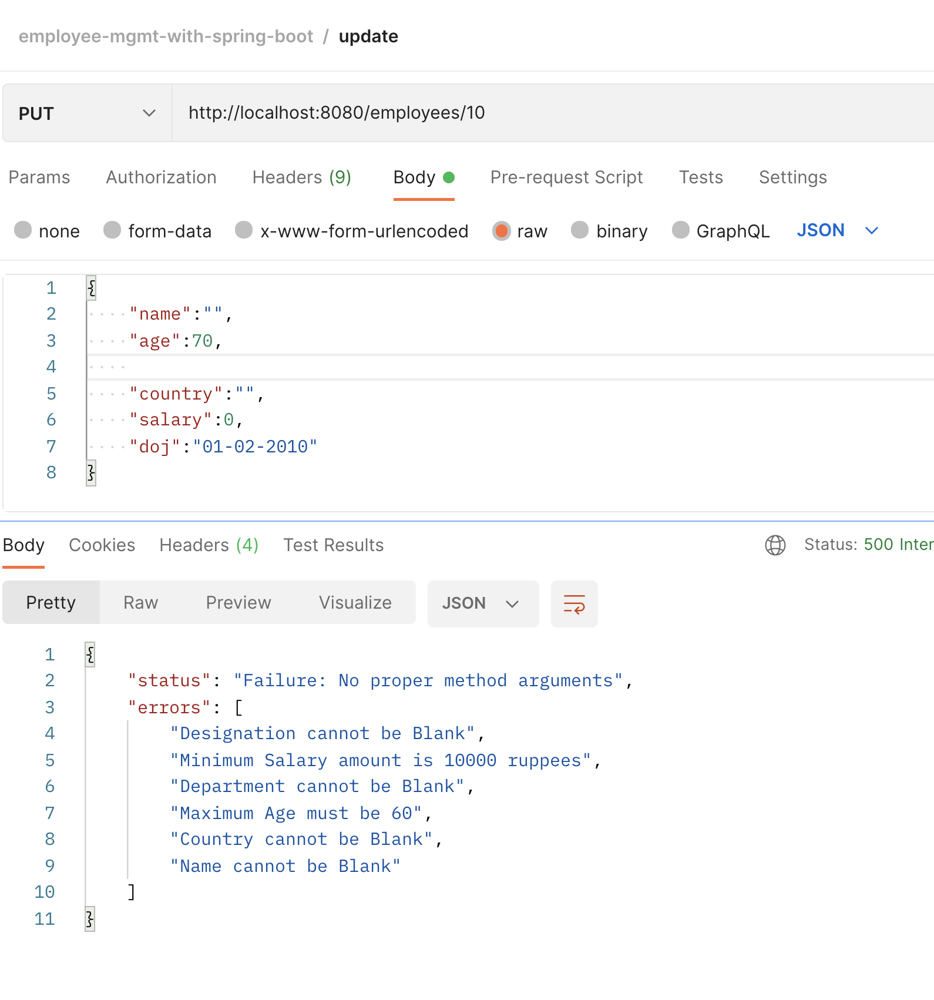 employee-mgmt-with-spring-boot / update
PUT http://localhost:8080/employees/10
Params Authorization Headers (9) Body Pre-request Script Tests Settings
none form-data x-www-form-urlencoded raw binary GraphQL JSON
1 {
2 "name":"",
3 "age":70,
4
5 "country":"",
6 "salary":0,
7 "doj":"01-02-2010"
8 }
Body Cookies Headers (4) Test Results Status: 500 Inter
Pretty Raw Preview Visualize JSON
1 {
2 "status": "Failure: No proper method arguments",
3 "errors": [
4 "Designation cannot be Blank",
5 "Minimum Salary amount is 10000 ruppees",
6 "Department cannot be Blank",
7 "Maximum Age must be 60",
8 "Country cannot be Blank",
9 "Name cannot be Blank"
10 ]
11 }